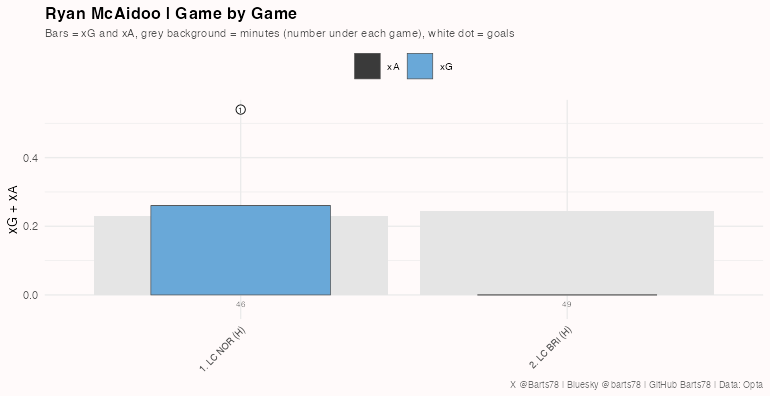 Ryan McAidoo | Game by Game
Bars = xG and xA, grey background = minutes (number under each game), white dot = goals
xA xG
1
xG + xA
0.4
0.2
0.0
46 49
1. LC NOR (H) 2. LC BRI (H)
X @Barts78 | Bluesky @barts78 | GitHub Barts78 | Data: Opta